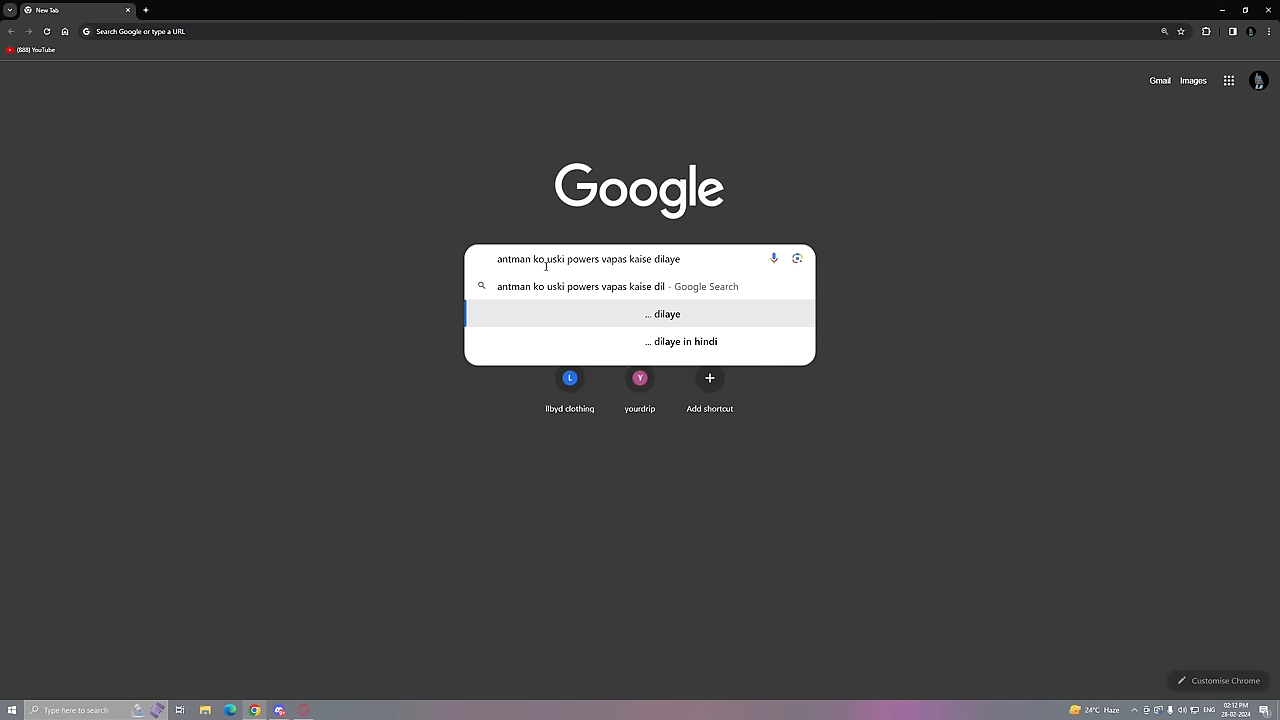 New Tab
Search Google or type a URL
(688) YouTube
Gmail Images
Google
antman ko uski powers vapas kaise dilaye
antman ko uski powers vapas kaise dil - Google Search
... dilaye
... dilaye in hindi
L
Y
llbyd clothing
yourdrip
Add shortcut
Customise Chrome
Type here to search
24°C Haze
ENG
02:12 PM
28-02-2024